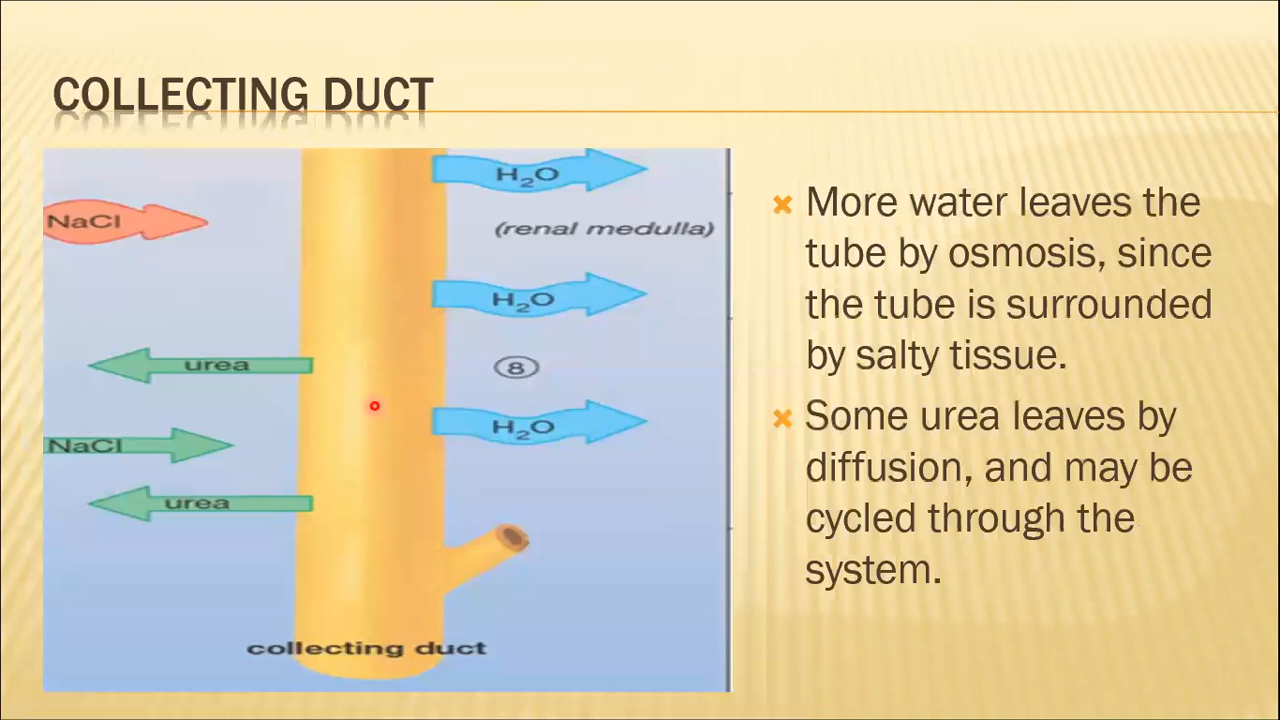 COLLECTING DUCT
H₂O
NaCl
(renal medulla)
H₂O
urea
8
H₂O
NaCl
urea
collecting duct
More water leaves the
tube by osmosis, since
the tube is surrounded
by salty tissue.
Some urea leaves by
diffusion, and may be
cycled through the
system.